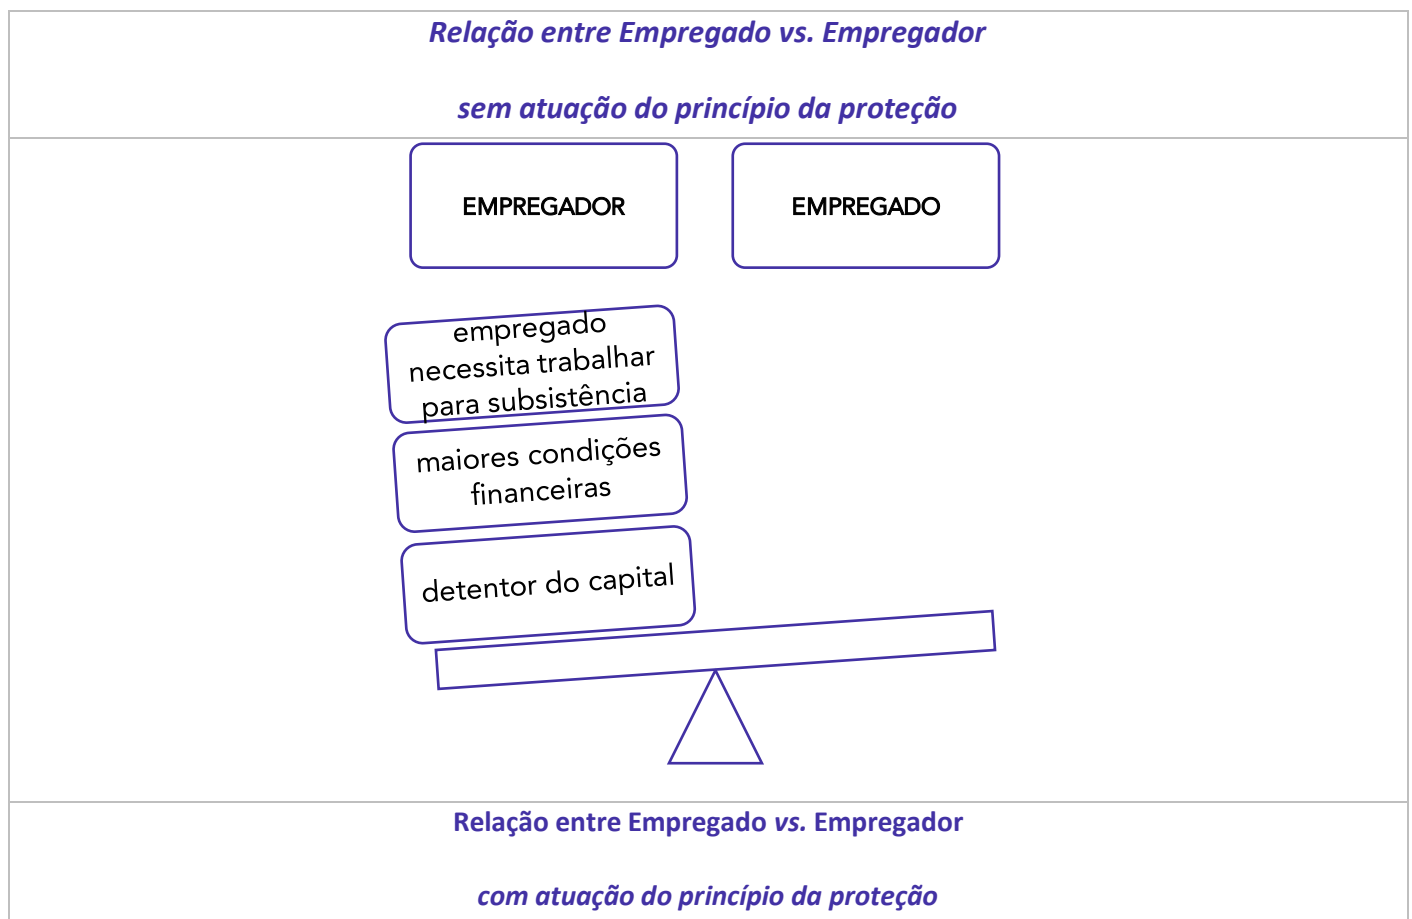 Relação entre Empregado vs. Empregador
sem atuação do princípio da proteção
EMPREGADOR
EMPREGADO
empregado
necessita trabalhar
para subsistência
maiores condições
financeiras
detentor do capital
Relação entre Empregado vs. Empregador
com atuação do princípio da proteção